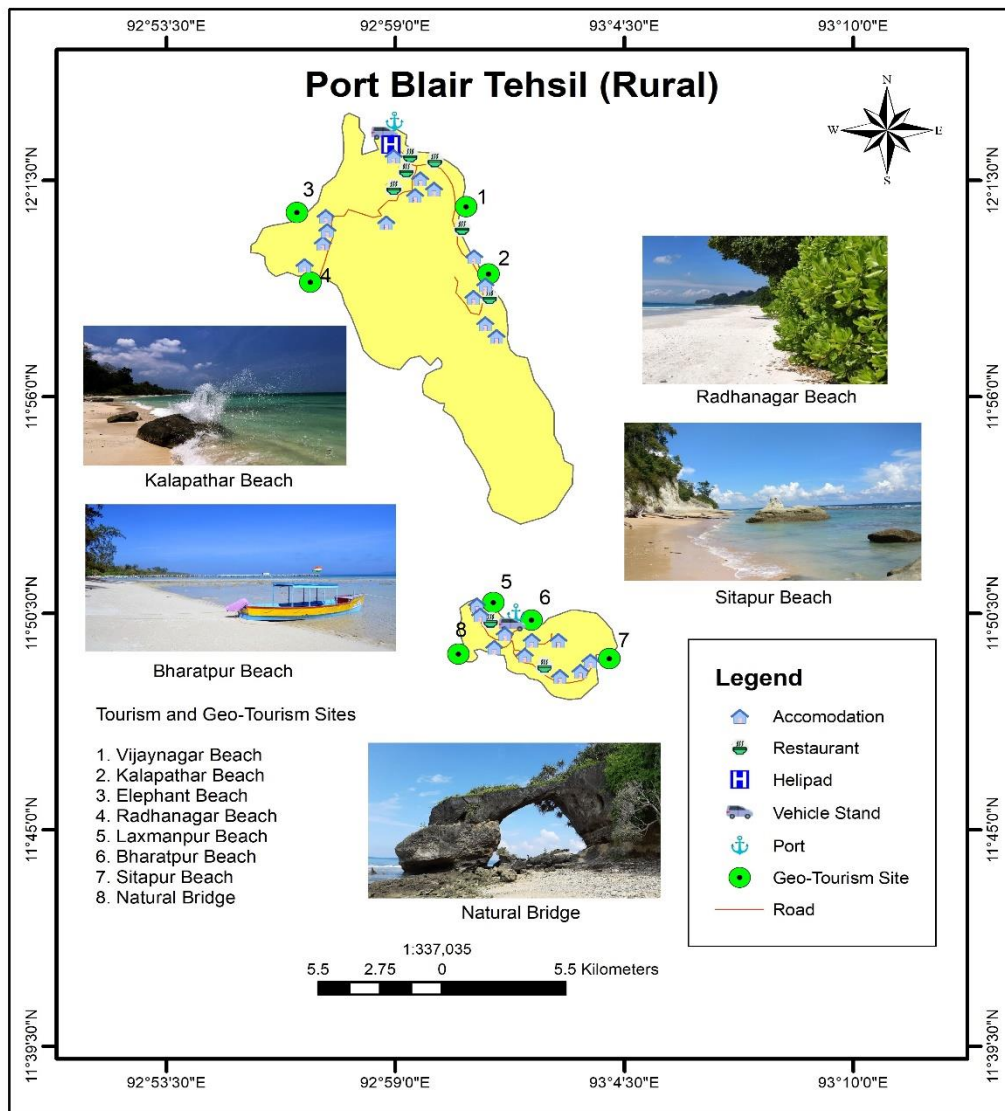 92°53'30"E 92°59'0"E 93°4'30"E 93°10'0"E
Port Blair Tehsil (Rural)
N
W E
S
H
12°1'30"N 12°1'30"N
3
1
2
4
Radhanagar Beach
11°56'0"N 11°56'0"N
Kalapathar Beach
Sitapur Beach
5
6
8
7
11°50'30"N 11°50'30"N
Bharatpur Beach
Tourism and Geo-Tourism Sites
1. Vijaynagar Beach
2. Kalapathar Beach
3. Elephant Beach
4. Radhanagar Beach
5. Laxmanpur Beach
6. Bharatpur Beach
7. Sitapur Beach
8. Natural Bridge
Legend
Accomodation
Restaurant
H Helipad
Vehicle Stand
Port
Geo-Tourism Site
Road
11°45'0"N 11°45'0"N
Natural Bridge
1:337,035
5.5 2.75 0 5.5 Kilometers
11°39'30"N 11°39'30"N
92°53'30"E 92°59'0"E 93°4'30"E 93°10'0"E